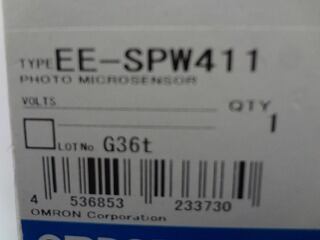 TYPE EE-SPW411
PHOTO MICROSENSOR
VOLTS QTY
1
LOT No G36t
4 536853 233730
OMRON Corporation